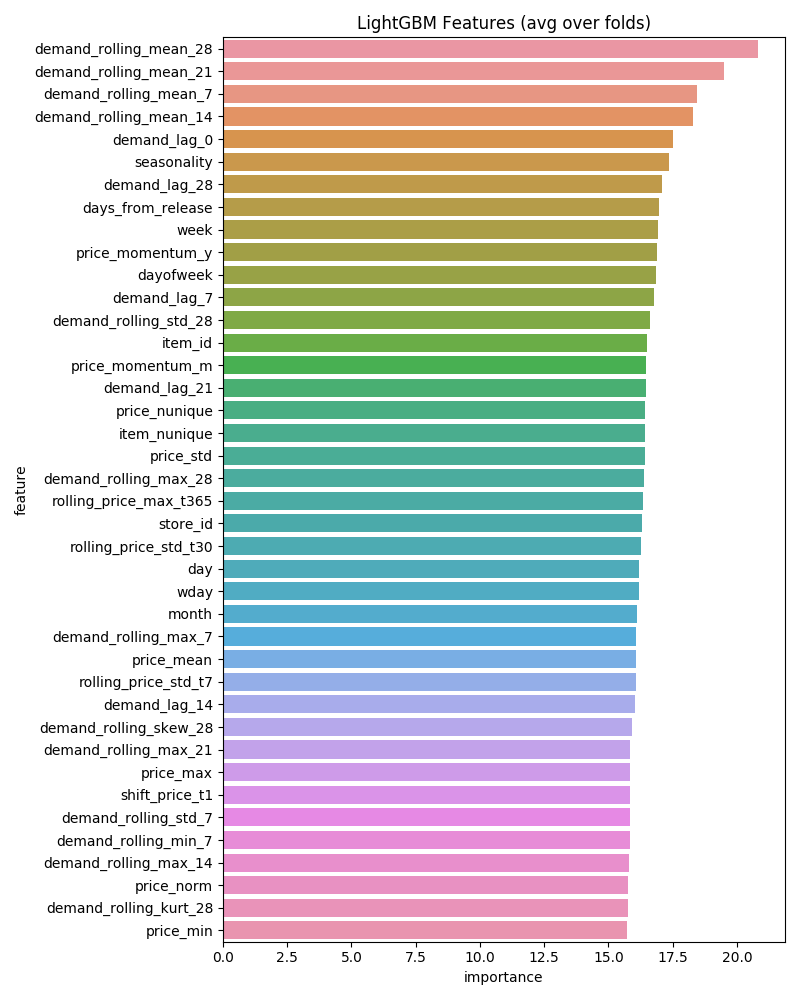 LightGBM Features (avg over folds)
demand_rolling_mean_28
demand_rolling_mean_21
demand_rolling_mean_7
demand_rolling_mean_14
demand_lag_0
seasonality
demand_lag_28
days_from_release
week
price_momentum_y
dayofweek
demand_lag_7
demand_rolling_std_28
item_id
price_momentum_m
demand_lag_21
price_nunique
item_nunique
price_std
demand_rolling_max_28
rolling_price_max_t365
store_id
rolling_price_std_t30
day
wday
month
demand_rolling_max_7
price_mean
rolling_price_std_t7
demand_lag_14
demand_rolling_skew_28
demand_rolling_max_21
price_max
shift_price_t1
demand_rolling_std_7
demand_rolling_min_7
demand_rolling_max_14
price_norm
demand_rolling_kurt_28
price_min
feature
0.0 2.5 5.0 7.5 10.0 12.5 15.0 17.5 20.0
importance